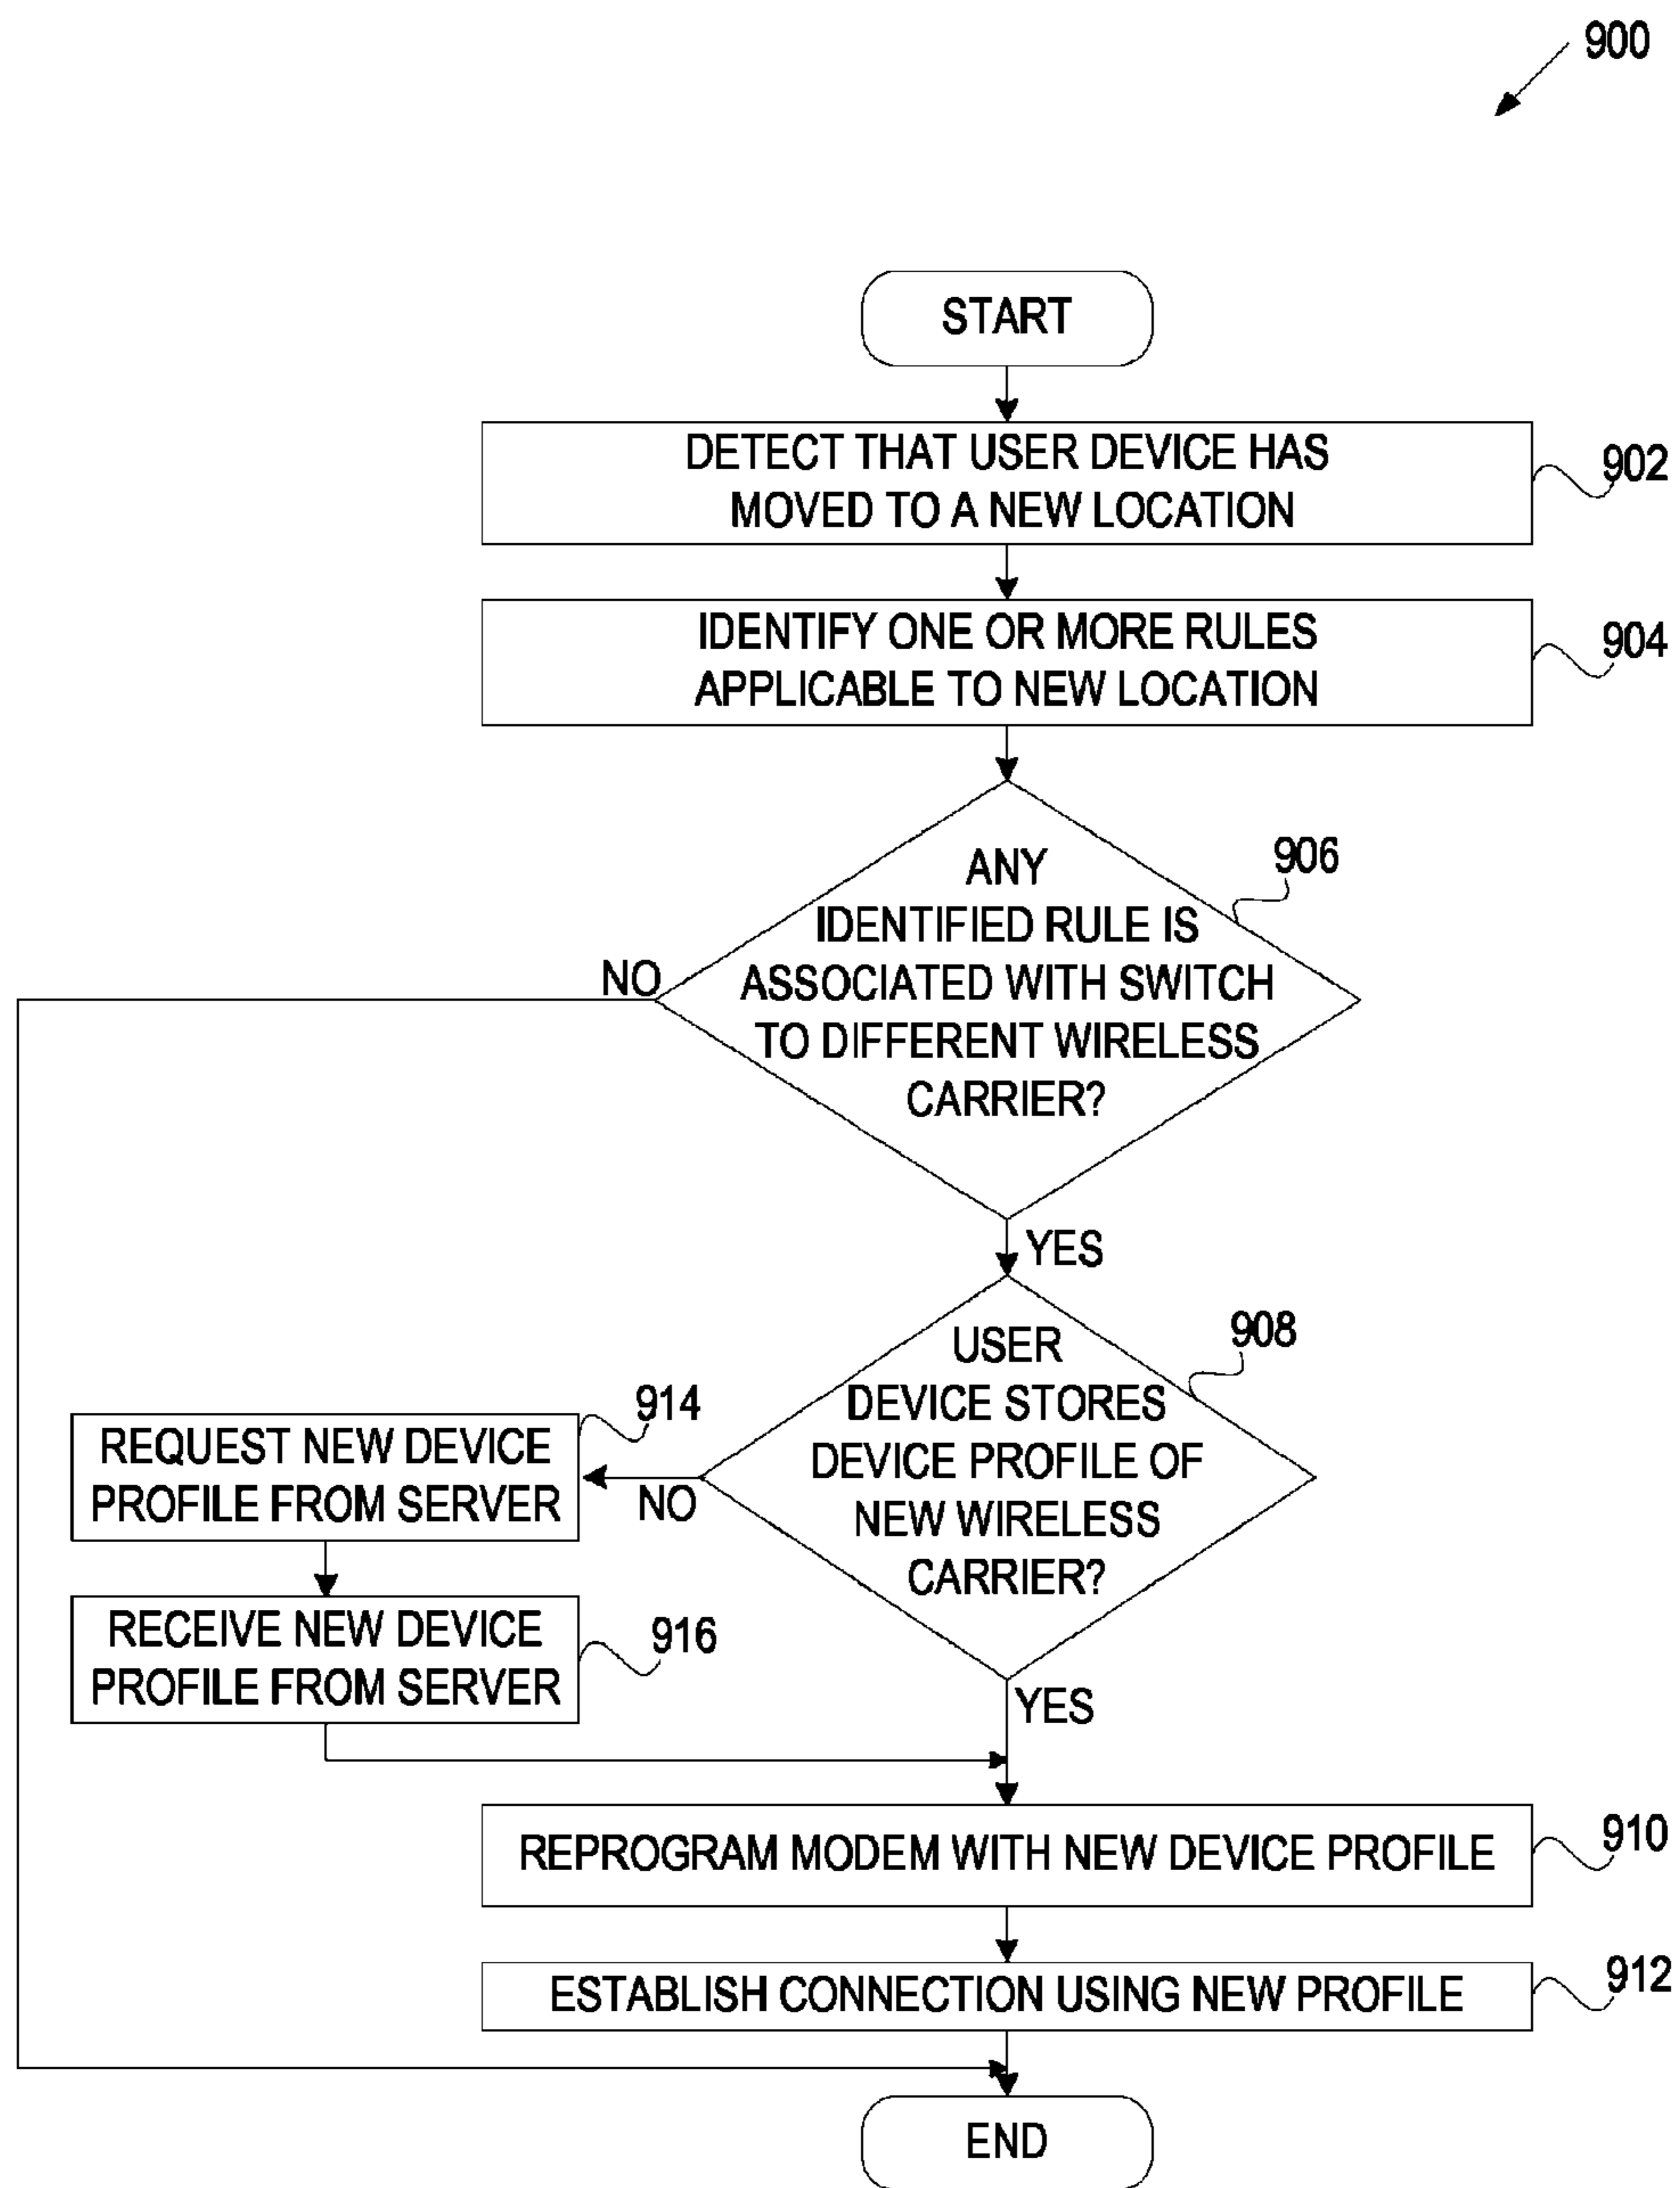 900
START
DETECT THAT USER DEVICE HAS
MOVED TO A NEW LOCATION
902
IDENTIFY ONE OR MORE RULES
APPLICABLE TO NEW LOCATION
904
ANY
IDENTIFIED RULE IS
ASSOCIATED WITH SWITCH
TO DIFFERENT WIRELESS
CARRIER?
906
NO
YES
USER
DEVICE STORES
DEVICE PROFILE OF
NEW WIRELESS
CARRIER?
908
NO
REQUEST NEW DEVICE
PROFILE FROM SERVER
914
RECEIVE NEW DEVICE
PROFILE FROM SERVER
916
YES
REPROGRAM MODEM WITH NEW DEVICE PROFILE
910
ESTABLISH CONNECTION USING NEW PROFILE
912
END